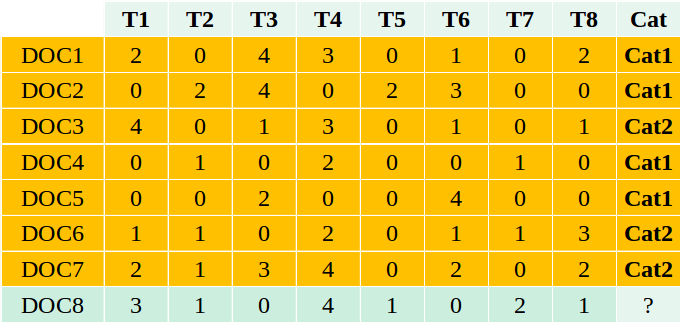 T1 T2 T3 T4 T5 T6 T7 T8 Cat
DOC1 2 0 4 3 0 1 0 2 Cat1
DOC2 0 2 4 0 2 3 0 0 Cat1
DOC3 4 0 1 3 0 1 0 1 Cat2
DOC4 0 1 0 2 0 0 1 0 Cat1
DOC5 0 0 2 0 0 4 0 0 Cat1
DOC6 1 1 0 2 0 1 1 3 Cat2
DOC7 2 1 3 4 0 2 0 2 Cat2
DOC8 3 1 0 4 1 0 2 1 ?